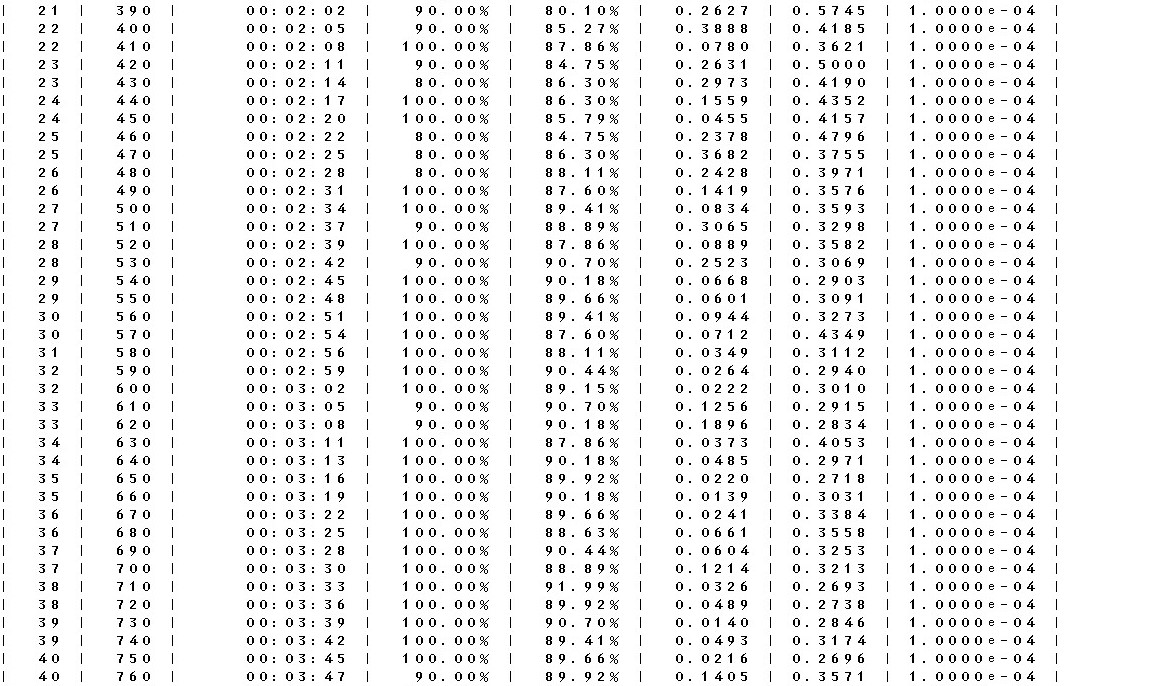 | 21 | 390 | 00:02:02 | 90.00% | 80.10% | 0.2627 | 0.5745 | 1.0000e-04 |
| 22 | 400 | 00:02:05 | 90.00% | 85.27% | 0.3888 | 0.4185 | 1.0000e-04 |
| 22 | 410 | 00:02:08 | 100.00% | 87.86% | 0.0780 | 0.3621 | 1.0000e-04 |
| 23 | 420 | 00:02:11 | 90.00% | 84.75% | 0.2631 | 0.5000 | 1.0000e-04 |
| 23 | 430 | 00:02:14 | 80.00% | 86.30% | 0.2973 | 0.4190 | 1.0000e-04 |
| 24 | 440 | 00:02:17 | 100.00% | 86.30% | 0.1559 | 0.4352 | 1.0000e-04 |
| 24 | 450 | 00:02:20 | 100.00% | 85.79% | 0.0455 | 0.4157 | 1.0000e-04 |
| 25 | 460 | 00:02:22 | 80.00% | 84.75% | 0.2378 | 0.4796 | 1.0000e-04 |
| 25 | 470 | 00:02:25 | 80.00% | 86.30% | 0.3682 | 0.3755 | 1.0000e-04 |
| 26 | 480 | 00:02:28 | 80.00% | 88.11% | 0.2428 | 0.3971 | 1.0000e-04 |
| 26 | 490 | 00:02:31 | 100.00% | 87.60% | 0.1419 | 0.3576 | 1.0000e-04 |
| 27 | 500 | 00:02:34 | 100.00% | 89.41% | 0.0834 | 0.3593 | 1.0000e-04 |
| 27 | 510 | 00:02:37 | 90.00% | 88.89% | 0.3065 | 0.3298 | 1.0000e-04 |
| 28 | 520 | 00:02:39 | 100.00% | 87.86% | 0.0889 | 0.3582 | 1.0000e-04 |
| 28 | 530 | 00:02:42 | 90.00% | 90.70% | 0.2523 | 0.3069 | 1.0000e-04 |
| 29 | 540 | 00:02:45 | 100.00% | 90.18% | 0.0668 | 0.2903 | 1.0000e-04 |
| 29 | 550 | 00:02:48 | 100.00% | 89.66% | 0.0601 | 0.3091 | 1.0000e-04 |
| 30 | 560 | 00:02:51 | 100.00% | 89.41% | 0.0944 | 0.3273 | 1.0000e-04 |
| 30 | 570 | 00:02:54 | 100.00% | 87.60% | 0.0712 | 0.4349 | 1.0000e-04 |
| 31 | 580 | 00:02:56 | 100.00% | 88.11% | 0.0349 | 0.3112 | 1.0000e-04 |
| 32 | 590 | 00:02:59 | 100.00% | 90.44% | 0.0264 | 0.2940 | 1.0000e-04 |
| 32 | 600 | 00:03:02 | 100.00% | 89.15% | 0.0222 | 0.3010 | 1.0000e-04 |
| 33 | 610 | 00:03:05 | 90.00% | 90.70% | 0.1256 | 0.2915 | 1.0000e-04 |
| 33 | 620 | 00:03:08 | 90.00% | 90.18% | 0.1896 | 0.2834 | 1.0000e-04 |
| 34 | 630 | 00:03:11 | 100.00% | 87.86% | 0.0373 | 0.4053 | 1.0000e-04 |
| 34 | 640 | 00:03:13 | 100.00% | 90.18% | 0.0485 | 0.2971 | 1.0000e-04 |
| 35 | 650 | 00:03:16 | 100.00% | 89.92% | 0.0220 | 0.2718 | 1.0000e-04 |
| 35 | 660 | 00:03:19 | 100.00% | 90.18% | 0.0139 | 0.3031 | 1.0000e-04 |
| 36 | 670 | 00:03:22 | 100.00% | 89.66% | 0.0241 | 0.3384 | 1.0000e-04 |
| 36 | 680 | 00:03:25 | 100.00% | 88.63% | 0.0661 | 0.3558 | 1.0000e-04 |
| 37 | 690 | 00:03:28 | 100.00% | 90.44% | 0.0604 | 0.3253 | 1.0000e-04 |
| 37 | 700 | 00:03:30 | 100.00% | 88.89% | 0.1214 | 0.3213 | 1.0000e-04 |
| 38 | 710 | 00:03:33 | 100.00% | 91.99% | 0.0326 | 0.2693 | 1.0000e-04 |
| 38 | 720 | 00:03:36 | 100.00% | 89.92% | 0.0489 | 0.2738 | 1.0000e-04 |
| 39 | 730 | 00:03:39 | 100.00% | 90.70% | 0.0140 | 0.2846 | 1.0000e-04 |
| 39 | 740 | 00:03:42 | 100.00% | 89.41% | 0.0493 | 0.3174 | 1.0000e-04 |
| 40 | 750 | 00:03:45 | 100.00% | 89.66% | 0.0216 | 0.2696 | 1.0000e-04 |
| 40 | 760 | 00:03:47 | 90.00% | 89.92% | 0.1405 | 0.3571 | 1.0000e-04 |